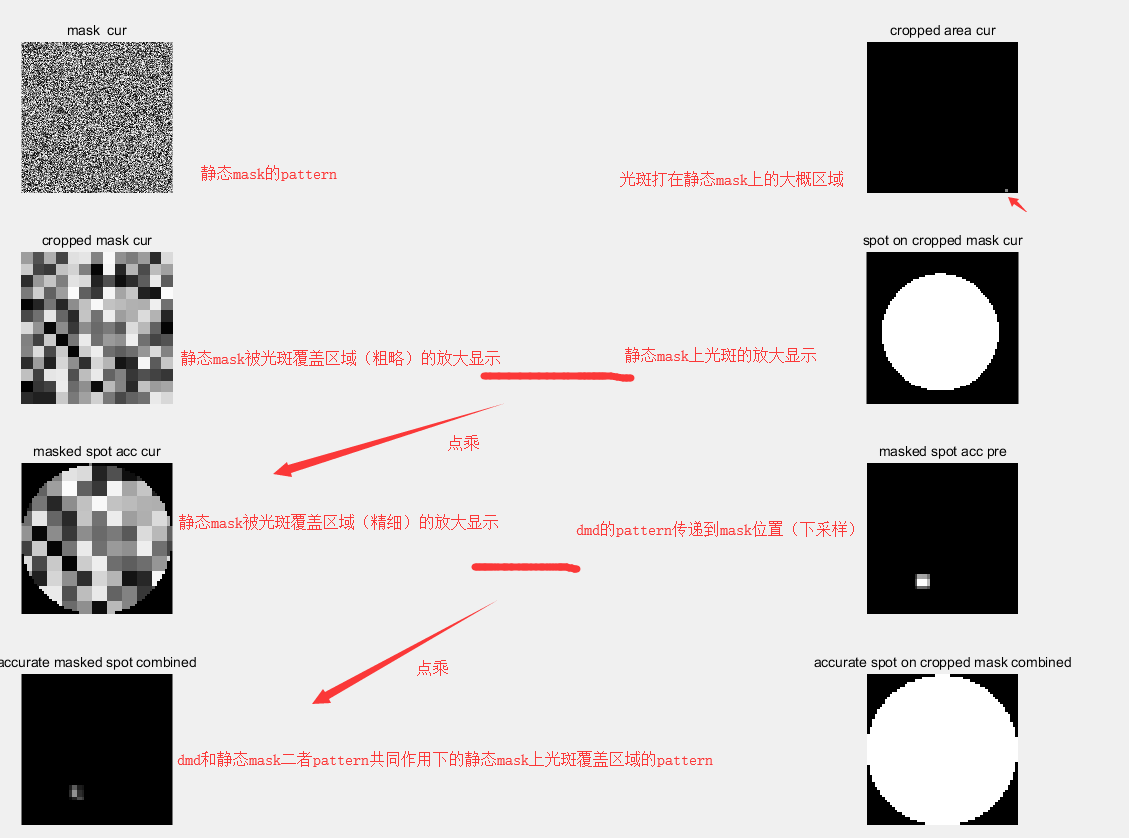 mask cur
cropped area cur
静态mask的pattern
光斑打在静态mask上的大概区域
cropped mask cur
spot on cropped mask cur
静态mask被光斑覆盖区域（粗略）的放大显示
静态mask上光斑的放大显示
点乘
masked spot acc cur
masked spot acc pre
静态mask被光斑覆盖区域（精细）的放大显示
dmd的pattern传递到mask位置（下采样）
点乘
accurate masked spot combined
accurate spot on cropped mask combined
dmd和静态mask二者pattern共同作用下的静态mask上光斑覆盖区域的pattern